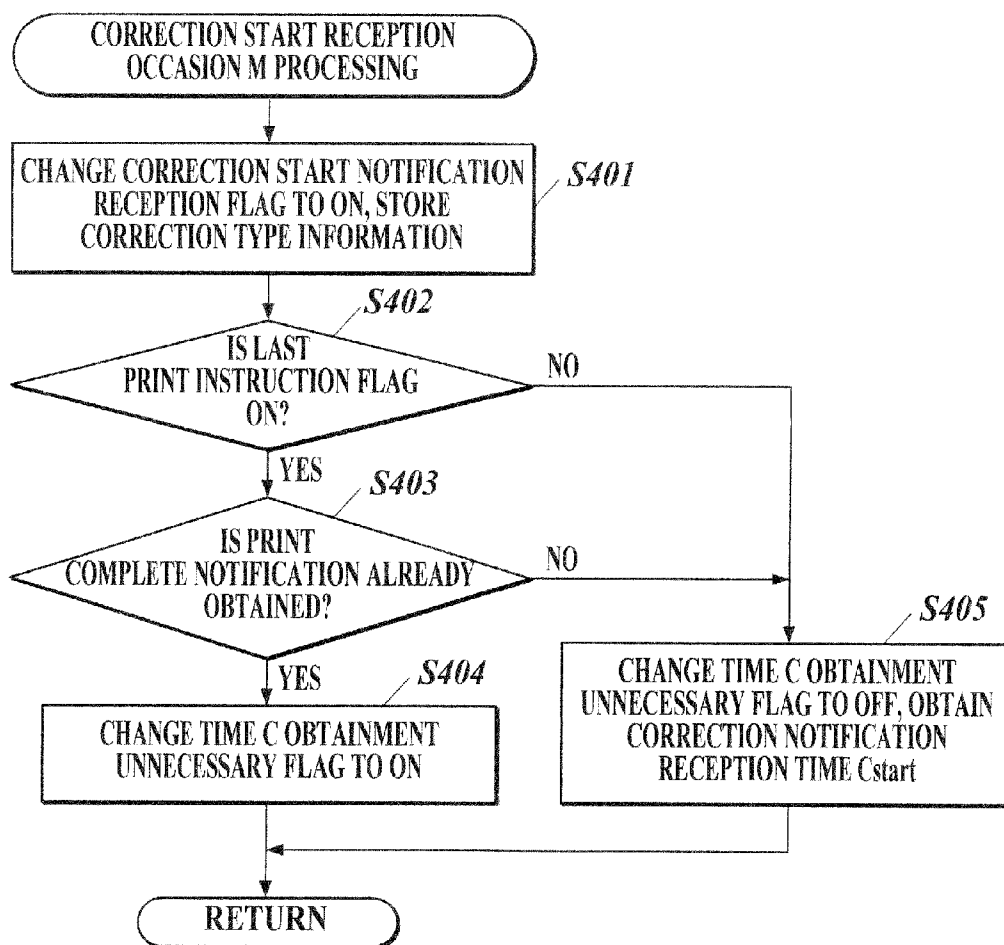 CORRECTION START RECEPTION
OCCASION M PROCESSING
CHANGE CORRECTION START NOTIFICATION
RECEPTION FLAG TO ON, STORE
CORRECTION TYPE INFORMATION
S401
S402
IS LAST
PRINT INSTRUCTION FLAG
ON?
NO
YES
S403
IS PRINT
COMPLETE NOTIFICATION ALREADY
OBTAINED?
NO
YES
S404
CHANGE TIME C OBTAINMENT
UNNECESSARY FLAG TO ON
S405
CHANGE TIME C OBTAINMENT
UNNECESSARY FLAG TO OFF, OBTAIN
CORRECTION NOTIFICATION
RECEPTION TIME Cstart
RETURN